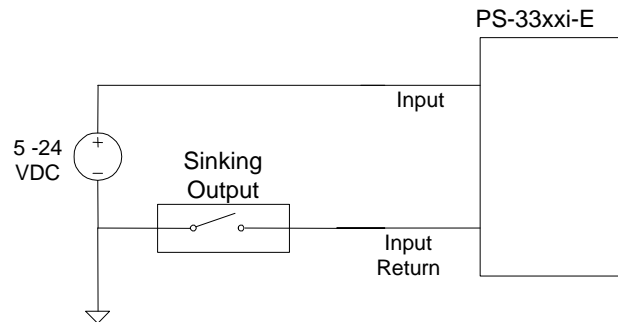 PS-33xxi-E
Input
5 -24
VDC
+
−
Sinking
Output
Input
Return